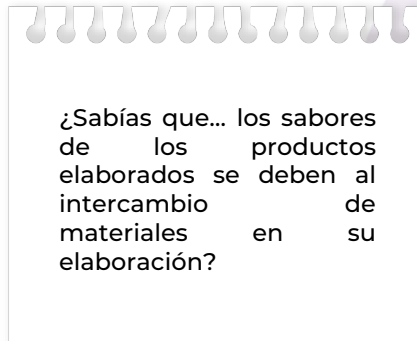 ¿Sabías que... los sabores
de los productos
elaborados se deben al
intercambio de
materiales en su
elaboración?